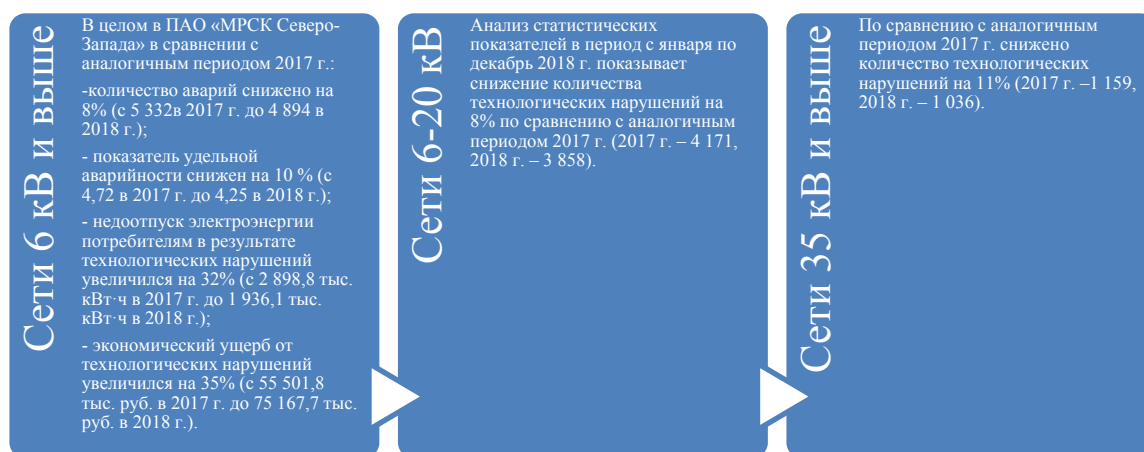 Сети 6 кВ и выше
В целом в ПАО «МРСК Северо-
Запада» в сравнении с
аналогичным периодом 2017 г.:
-количество аварий снижено на
8% (с 5 332в 2017 г. до 4 894 в
2018 г.);
- показатель удельной
аварийности снижен на 10 % (с
4,72 в 2017 г. до 4,25 в 2018 г.);
- недоотпуск электроэнергии
потребителям в результате
технологических нарушений
увеличился на 32% (с 2 898,8 тыс.
кВт·ч в 2017 г. до 1 936,1 тыс.
кВт·ч в 2018 г.);
- экономический ущерб от
технологических нарушений
увеличился на 35% (с 55 501,8
тыс. руб. в 2017 г. до 75 167,7 тыс.
руб. в 2018 г.).
Сети 6-20 кВ
Анализ статистических
показателей в период с января по
декабрь 2018 г. показывает
снижение количества
технологических нарушений на
8% по сравнению с аналогичным
периодом 2017 г. (2017 г. – 4 171,
2018 г. – 3 858).
Сети 35 кВ и выше
По сравнению с аналогичным
периодом 2017 г. снижено
количество технологических
нарушений на 11% (2017 г. –1 159,
2018 г. – 1 036).